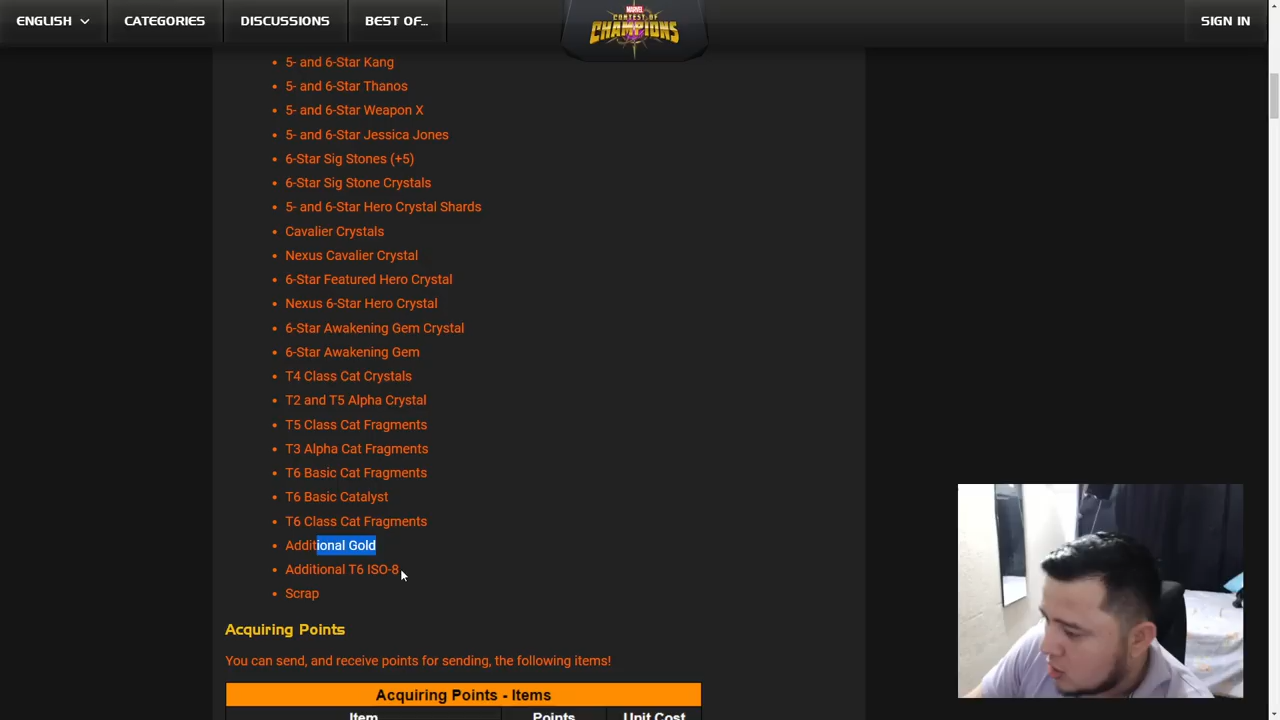 ENGLISH CATEGORIES DISCUSSIONS BEST OF... MARVEL CONTEST OF CHAMPIONS SIGN IN
5- and 6-Star Kang
5- and 6-Star Thanos
5- and 6-Star Weapon X
5- and 6-Star Jessica Jones
6-Star Sig Stones (+5)
6-Star Sig Stone Crystals
5- and 6-Star Hero Crystal Shards
Cavalier Crystals
Nexus Cavalier Crystal
6-Star Featured Hero Crystal
Nexus 6-Star Hero Crystal
6-Star Awakening Gem Crystal
6-Star Awakening Gem
T4 Class Cat Crystals
T2 and T5 Alpha Crystal
T5 Class Cat Fragments
T3 Alpha Cat Fragments
T6 Basic Cat Fragments
T6 Basic Catalyst
T6 Class Cat Fragments
Additional Gold
Additional T6 ISO-8
Scrap
Acquiring Points
You can send, and receive points for sending, the following items!
Acquiring Points - Items
Item Points Unit Cost